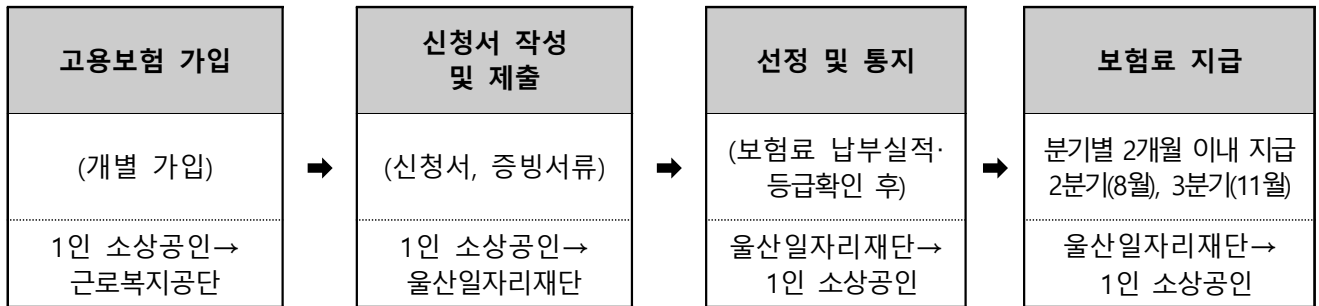 고용보험 가입
(개별 가입)
1인 소상공인→
근로복지공단
➡
신청서 작성
및 제출
(신청서, 증빙서류)
1인 소상공인→
울산일자리재단
➡
선정 및 통지
(보험료 납부실적·
등급확인 후)
울산일자리재단→
1인 소상공인
➡
보험료 지급
분기별 2개월 이내 지급
2분기(8월), 3분기(11월)
울산일자리재단→
1인 소상공인